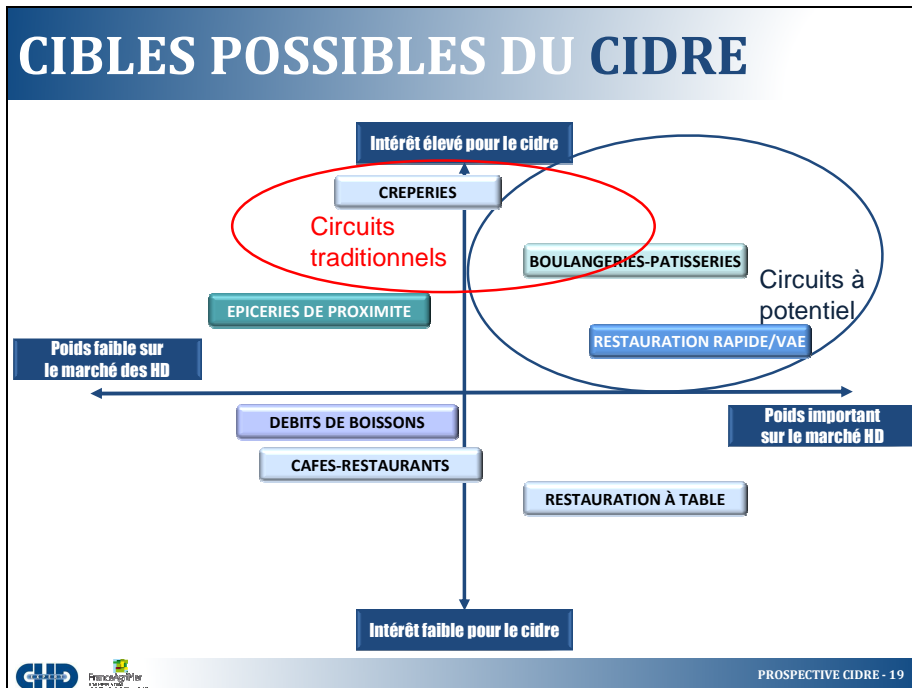 CIBLES POSSIBLES DU CIDRE
Intérêt élevé pour le cidre
CREPERIES
Circuits
traditionnels
BOULANGERIES-PATISSERIES
Circuits à
potentiel
EPICERIES DE PROXIMITE
RESTAURATION RAPIDE/VAE
Poids faible sur
le marché des HD
DEBITS DE BOISSONS
Poids important
sur le marché HD
CAFES-RESTAURANTS
RESTAURATION À TABLE
Intérêt faible pour le cidre
CHD
FranceAgriMer
PROSPECTIVE CIDRE - 19